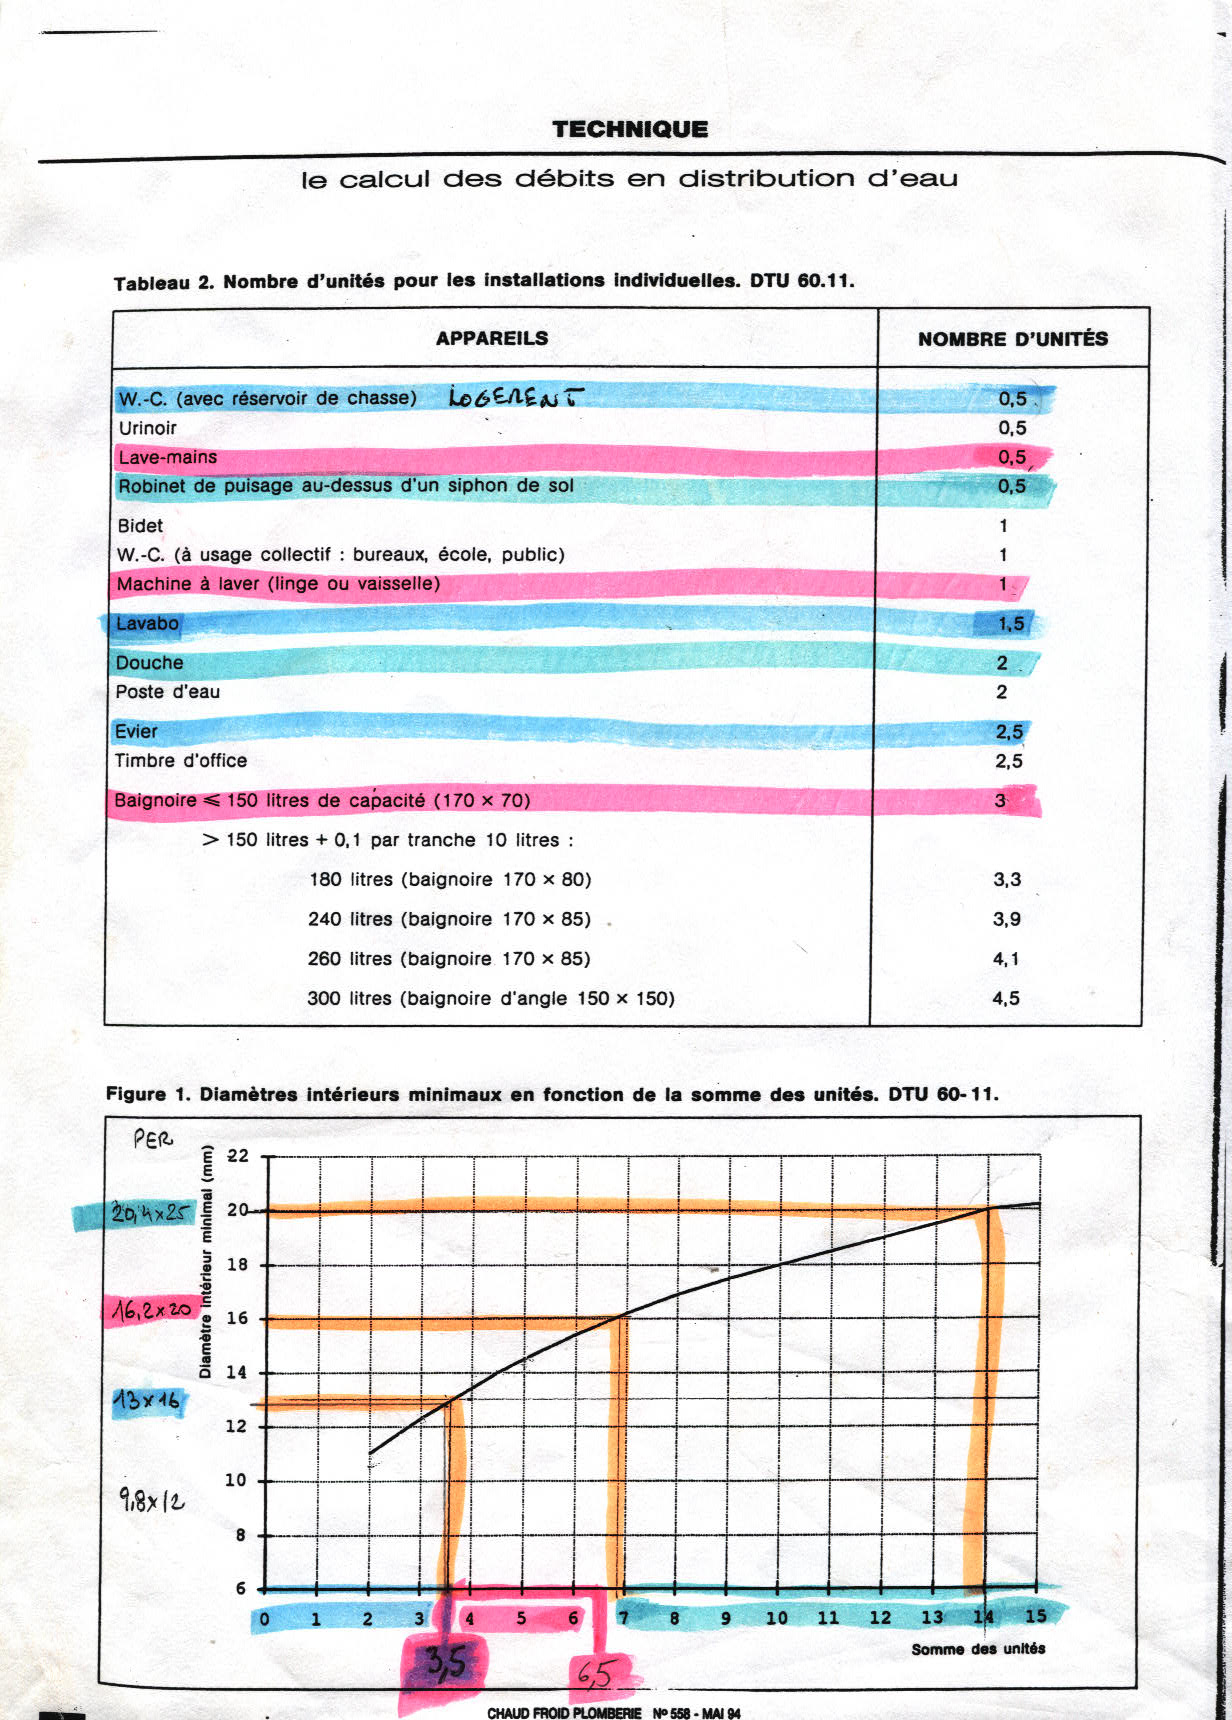 TECHNIQUE
le calcul des débits en distribution d'eau
Tableau 2. Nombre d'unités pour les installations individuelles. DTU 60.11.
APPAREILS NOMBRE D'UNITÉS
W.-C. (avec réservoir de chasse) LOGEMENT 0,5
Urinoir 0,5
Lave-mains 0,5
Robinet de puisage au-dessus d'un siphon de sol 0,5
Bidet 1
W.-C. (à usage collectif : bureaux, école, public) 1
Machine à laver (linge ou vaisselle) 1
Lavabo 1,5
Douche 2
Poste d'eau 2
Evier 2,5
Timbre d'office 2,5
Baignoire ⩽ 150 litres de capacité (170 × 70) 3
> 150 litres + 0,1 par tranche 10 litres :
180 litres (baignoire 170 × 80) 3,3
240 litres (baignoire 170 × 85) 3,9
260 litres (baignoire 170 × 85) 4,1
300 litres (baignoire d'angle 150 × 150) 4,5
Figure 1. Diamètres intérieurs minimaux en fonction de la somme des unités. DTU 60-11.
PER
Diamètre intérieur minimal (mm)
22
20,4x25 20
18
16,2x20 16
14
13x16 12
10
9,8x12
8
6
0 1 2 3 4 5 6 7 8 9 10 11 12 13 14 15
Somme des unités
3,5 6,5
CHAUD FROID PLOMBERIE Nº 558 - MAI 94